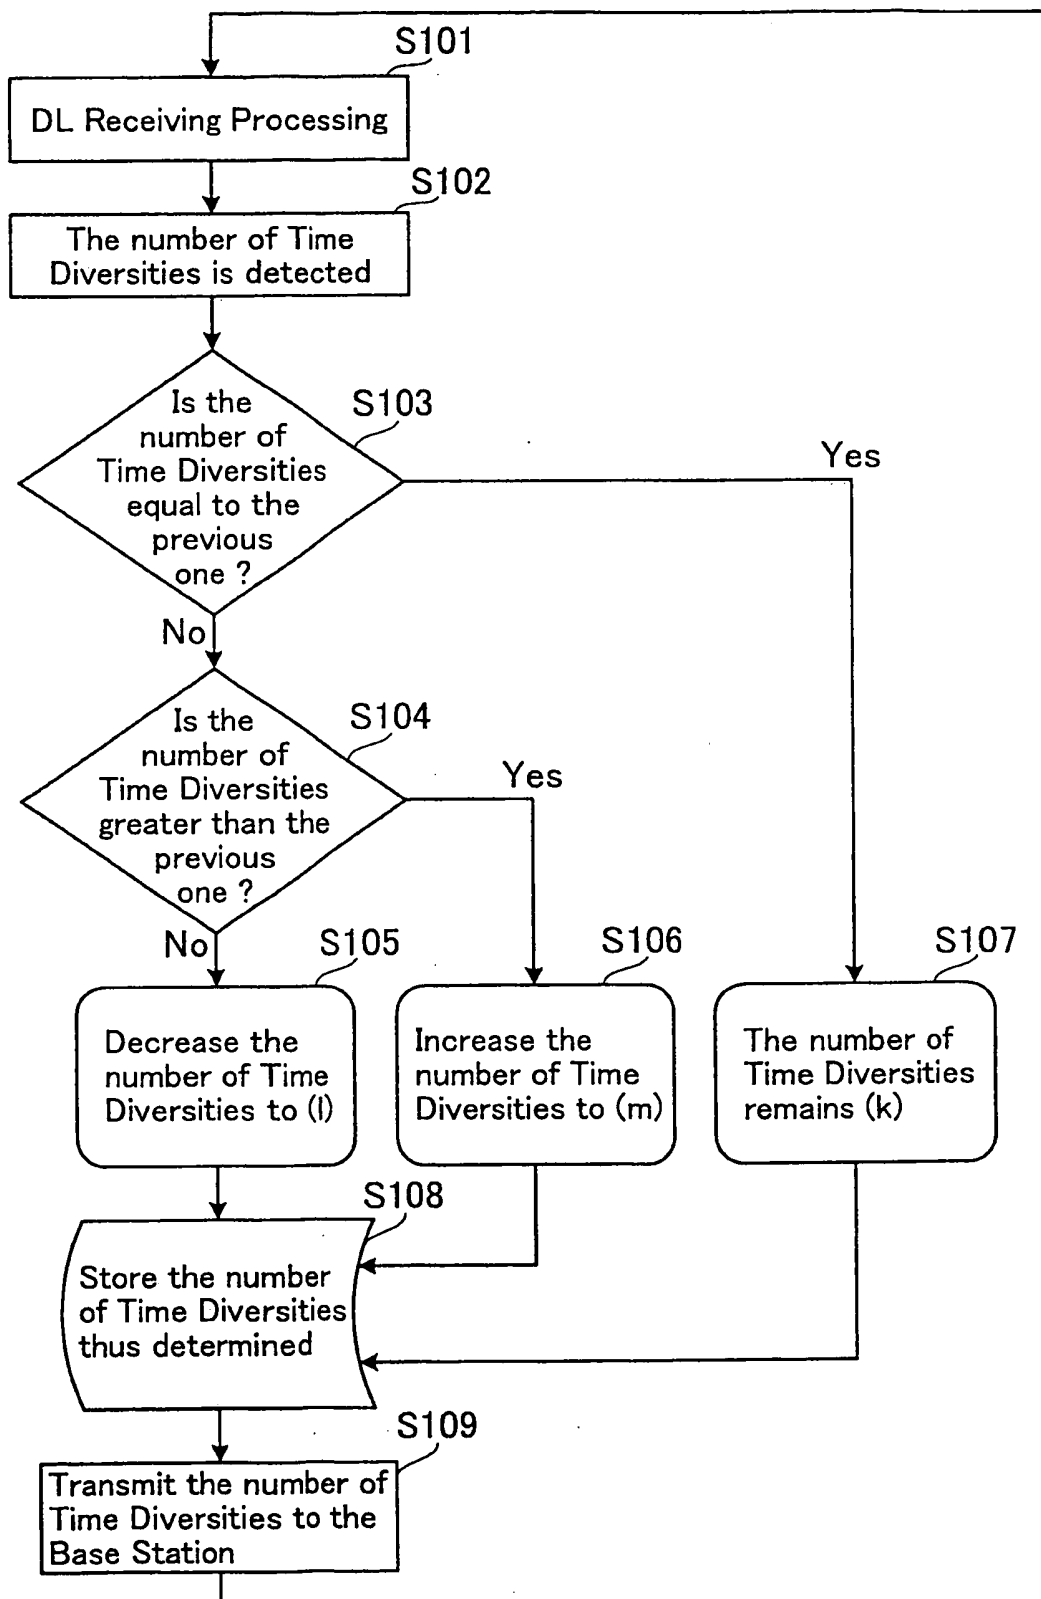 S101
DL Receiving Processing
S102
The number of Time
Diversities is detected
S103
Is the
number of
Time Diversities
equal to the
previous
one ?
Yes
No
S104
Is the
number of
Time Diversities
greater than the
previous
one ?
Yes
No
S105
Decrease the
number of Time
Diversities to (l)
S106
Increase the
number of Time
Diversities to (m)
S107
The number of
Time Diversities
remains (k)
S108
Store the number
of Time Diversities
thus determined
S109
Transmit the number of
Time Diversities to the
Base Station